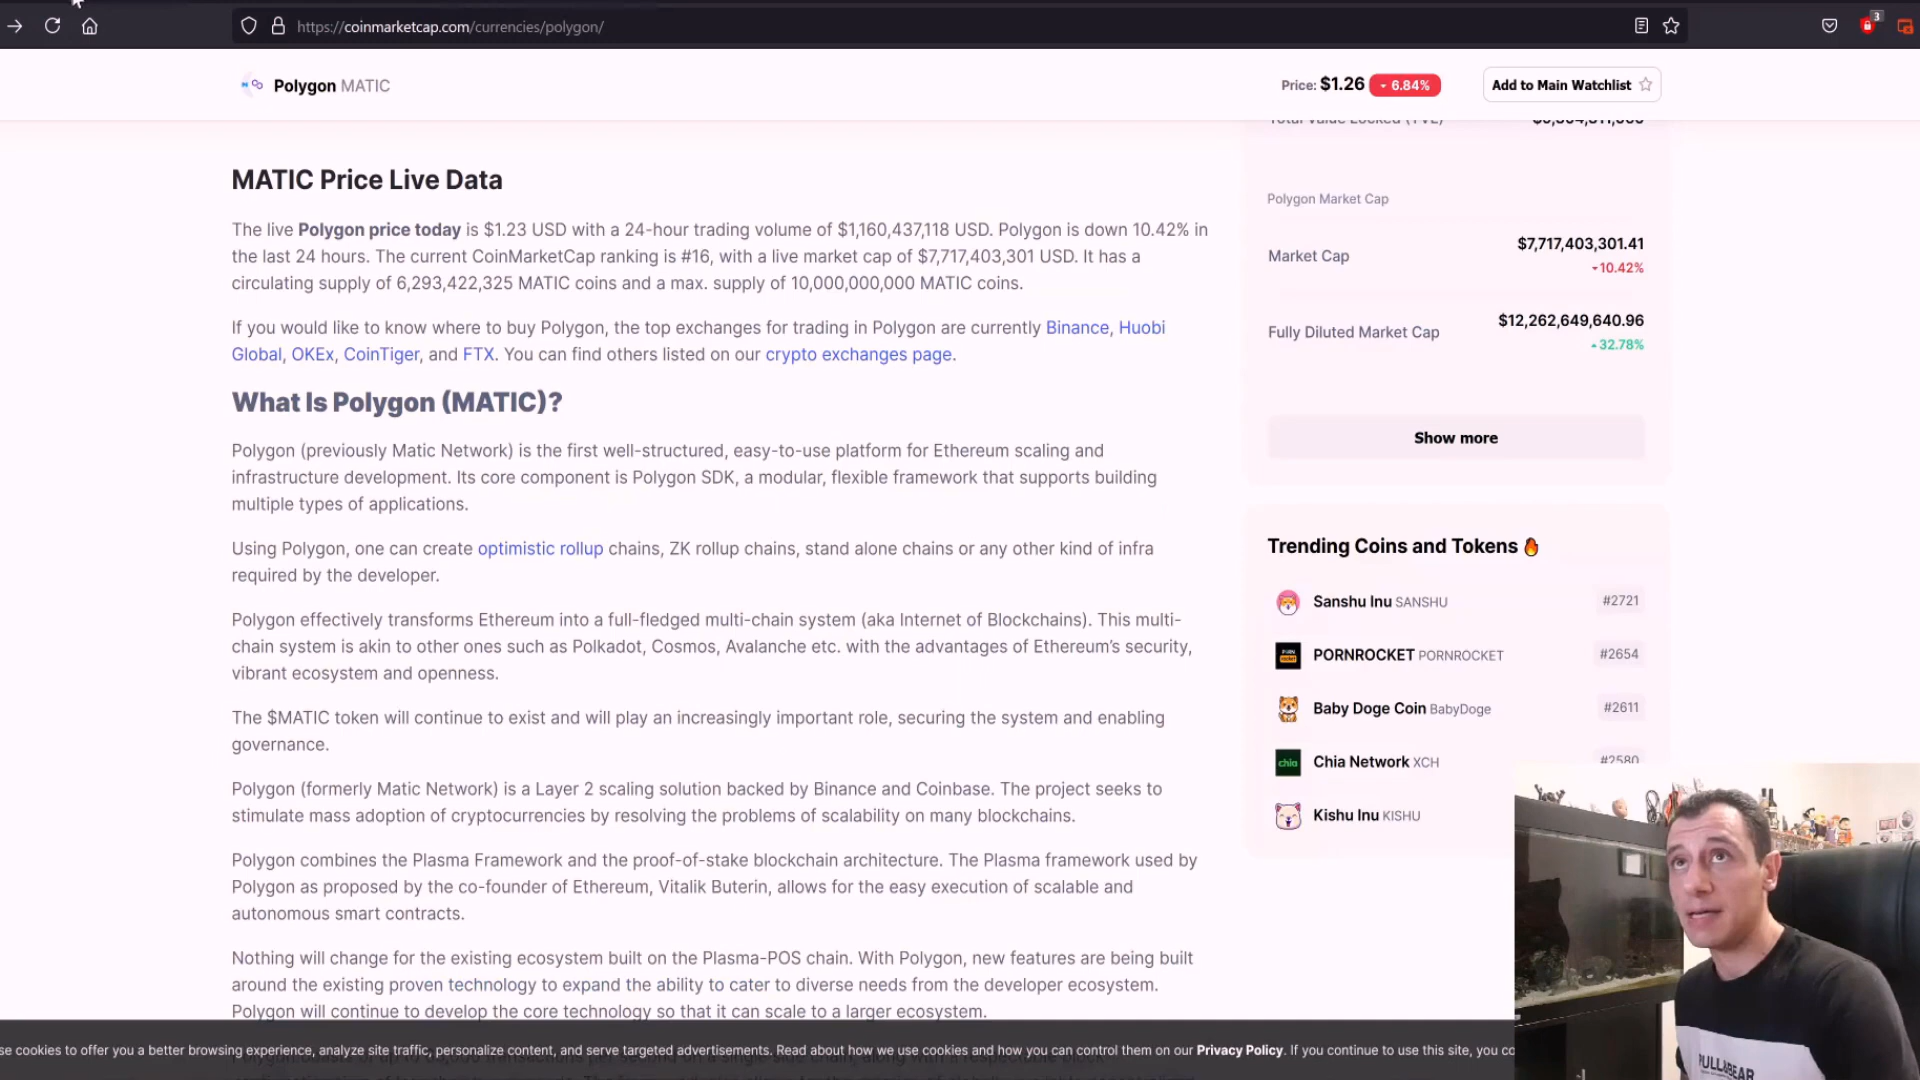 https://coinmarketcap.com/currencies/polygon/
3
Polygon MATIC
Price: $1.26 6.84%
Add to Main Watchlist
Total Value Locked (TVL)
MATIC Price Live Data
The live Polygon price today is $1.23 USD with a 24-hour trading volume of $1,160,437,118 USD. Polygon is down 10.42% in
the last 24 hours. The current CoinMarketCap ranking is #16, with a live market cap of $7,717,403,301 USD. It has a
circulating supply of 6,293,422,325 MATIC coins and a max. supply of 10,000,000,000 MATIC coins.
If you would like to know where to buy Polygon, the top exchanges for trading in Polygon are currently Binance, Huobi
Global, OKEx, CoinTiger, and FTX. You can find others listed on our crypto exchanges page.
What Is Polygon (MATIC)?
Polygon (previously Matic Network) is the first well-structured, easy-to-use platform for Ethereum scaling and
infrastructure development. Its core component is Polygon SDK, a modular, flexible framework that supports building
multiple types of applications.
Using Polygon, one can create optimistic rollup chains, ZK rollup chains, stand alone chains or any other kind of infra
required by the developer.
Polygon effectively transforms Ethereum into a full-fledged multi-chain system (aka Internet of Blockchains). This multi-
chain system is akin to other ones such as Polkadot, Cosmos, Avalanche etc. with the advantages of Ethereum's security,
vibrant ecosystem and openness.
The $MATIC token will continue to exist and will play an increasingly important role, securing the system and enabling
governance.
Polygon (formerly Matic Network) is a Layer 2 scaling solution backed by Binance and Coinbase. The project seeks to
stimulate mass adoption of cryptocurrencies by resolving the problems of scalability on many blockchains.
Polygon combines the Plasma Framework and the proof-of-stake blockchain architecture. The Plasma framework used by
Polygon as proposed by the co-founder of Ethereum, Vitalik Buterin, allows for the easy execution of scalable and
autonomous smart contracts.
Nothing will change for the existing ecosystem built on the Plasma-POS chain. With Polygon, new features are being built
around the existing proven technology to expand the ability to cater to diverse needs from the developer ecosystem.
Polygon will continue to develop the core technology so that it can scale to a larger ecosystem.
Polygon Market Cap
Market Cap
$7,717,403,301.41
10.42%
Fully Diluted Market Cap
$12,262,649,640.96
32.78%
Show more
Trending Coins and Tokens
Sanshu Inu SANSHU #2721
PORNROCKET PORNROCKET #2654
Baby Doge Coin BabyDoge #2611
chia
Chia Network XCH #2580
Kishu Inu KISHU
se cookies to offer you a better browsing experience, analyze site traffic, personalize content, and serve targeted advertisements. Read about how we use cookies and how you can control them on our Privacy Policy. If you continue to use this site, you co
PULL&BEAR